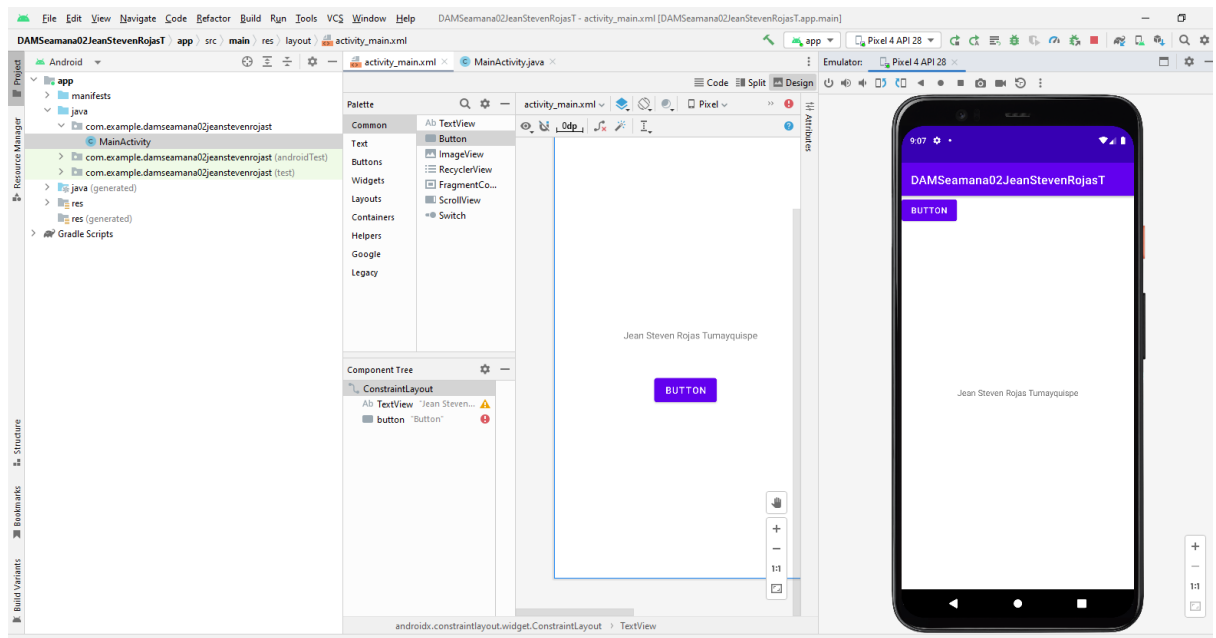 File Edit View Navigate Code Refactor Build Run Tools VCS Window Help DAMSeamana02JeanStevenRojasT - activity_main.xml [DAMSeamana02JeanStevenRojasT.app.main]
DAMSeamana02JeanStevenRojasT app src main res layout activity_main.xml
app Pixel 4 API 28
Project
Resource Manager
Structure
Bookmarks
Build Variants
Android
app
manifests
java
com.example.damseamana02jeanstevenrojast
MainActivity
com.example.damseamana02jeanstevenrojast (androidTest)
com.example.damseamana02jeanstevenrojast (test)
java (generated)
res
res (generated)
Gradle Scripts
activity_main.xml MainActivity.java
Code Split Design
Palette
Common
Text
Buttons
Widgets
Layouts
Containers
Helpers
Google
Legacy
Ab TextView
Button
ImageView
RecyclerView
FragmentCo...
ScrollView
Switch
Component Tree
ConstraintLayout
Ab TextView "Jean Steven...
button "Button"
activity_main.xml Pixel
0dp
Attributes
Jean Steven Rojas Tumayquispe
BUTTON
1:1
androidx.constraintlayout.widget.ConstraintLayout TextView
Emulator: Pixel 4 API 28
9:07
DAMSeamana02JeanStevenRojasT
BUTTON
Jean Steven Rojas Tumayquispe
1:1